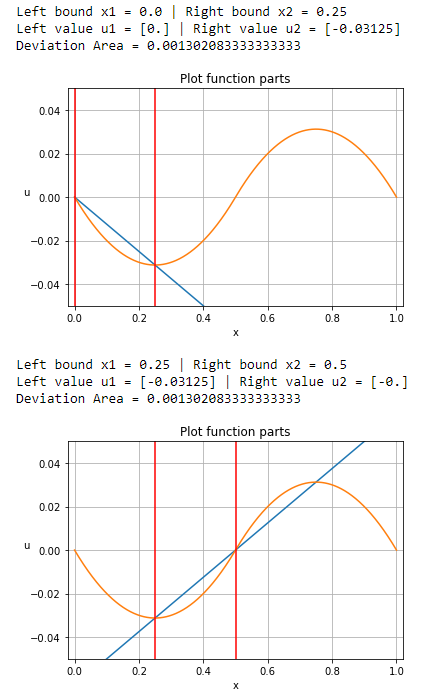 Left bound x1 = 0.0 | Right bound x2 = 0.25
Left value u1 = [0.] | Right value u2 = [-0.03125]
Deviation Area = 0.001302083333333333
Plot function parts
0.04
0.02
0.00
−0.02
−0.04
u
0.0 0.2 0.4 0.6 0.8 1.0
x
Left bound x1 = 0.25 | Right bound x2 = 0.5
Left value u1 = [-0.03125] | Right value u2 = [-0.]
Deviation Area = 0.001302083333333333
Plot function parts
0.04
0.02
0.00
−0.02
−0.04
u
0.0 0.2 0.4 0.6 0.8 1.0
x